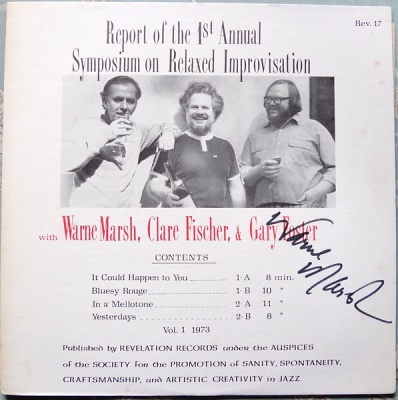 Rev. 17
Report of the 1st Annual
Symposium on Relaxed Improvisation
with Warne Marsh, Clare Fischer, & Gary Foster
Warne
Marsh
CONTENTS
It Could Happen to You 1-A 8 min.
Bluesy Rouge 1-B 10 "
In a Mellotone 2-A 11 "
Yesterdays 2-B 8 "
Vol. 1 1973
Published by REVELATION RECORDS under the AUSPICES
of the SOCIETY for the PROMOTION of SANITY, SPONTANEITY,
CRAFTSMANSHIP, and ARTISTIC CREATIVITY in JAZZ